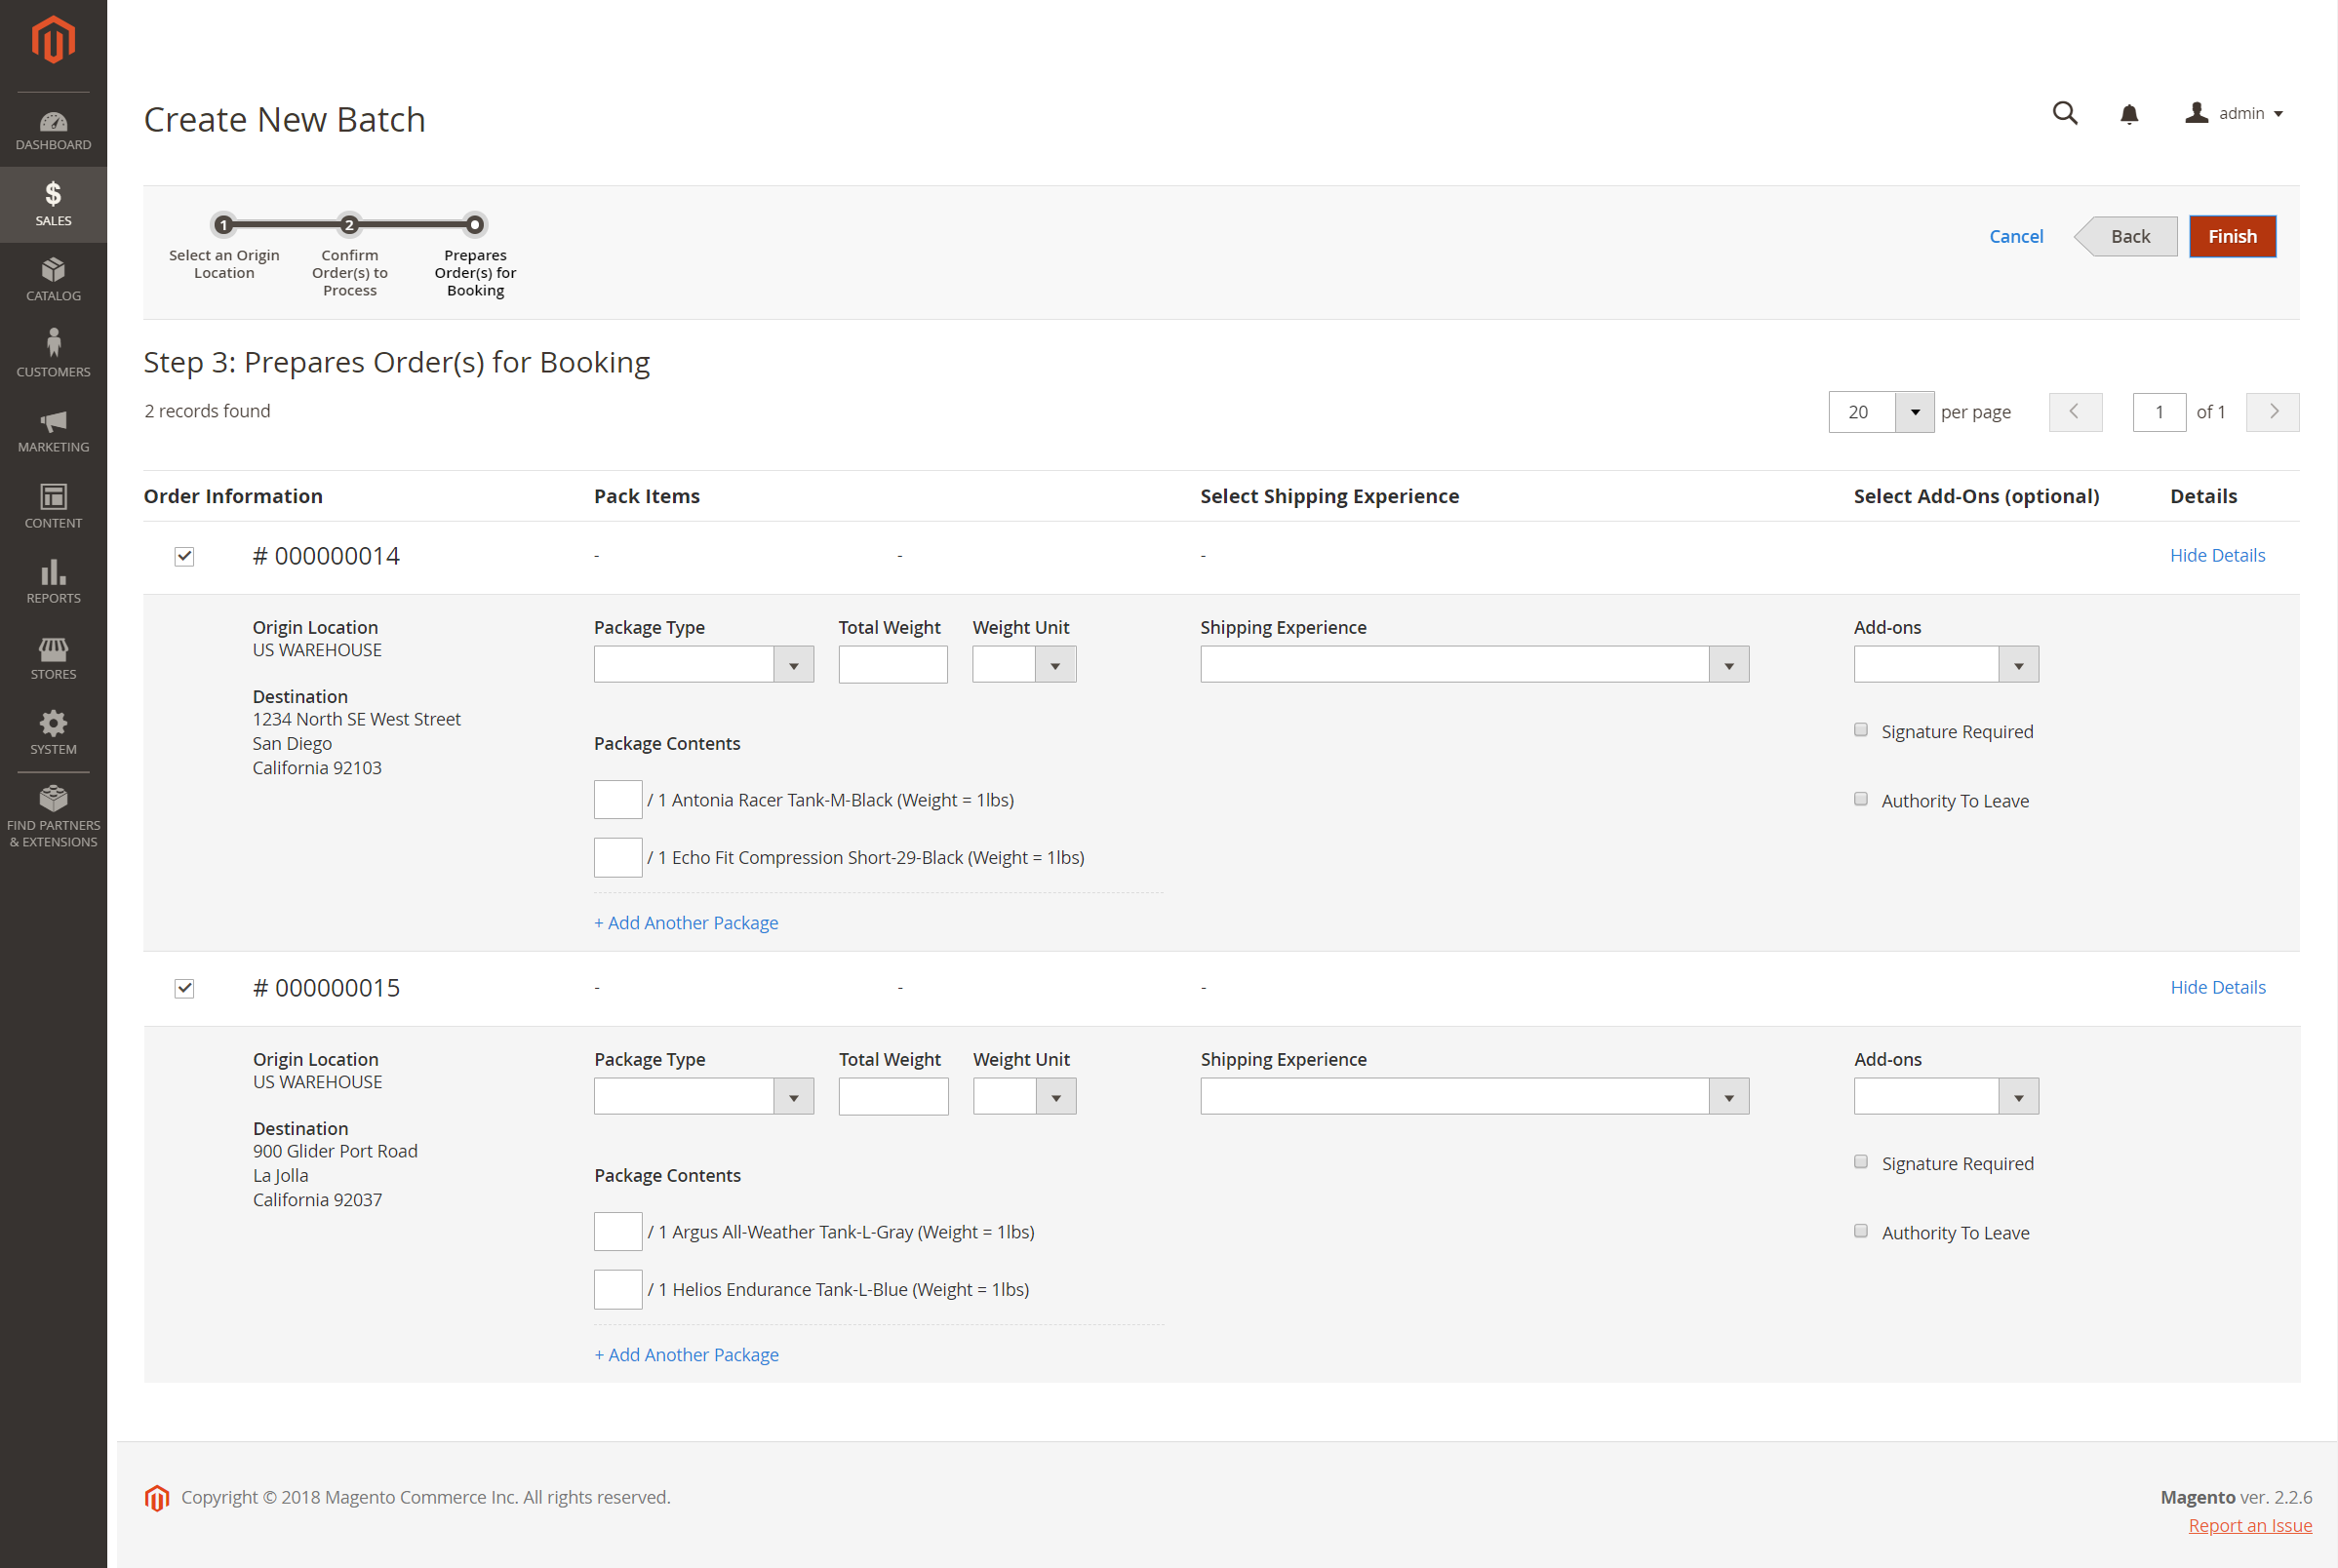 DASHBOARD
SALES
CATALOG
CUSTOMERS
MARKETING
CONTENT
REPORTS
STORES
SYSTEM
FIND PARTNERS
& EXTENSIONS
Create New Batch
admin
1
2
Select an Origin
Location
Confirm
Order(s) to
Process
Prepares
Order(s) for
Booking
Cancel
Back
Finish
Step 3: Prepares Order(s) for Booking
2 records found
20 per page
1 of 1
Order Information Pack Items Select Shipping Experience Select Add-Ons (optional) Details
# 000000014 - - - Hide Details
Origin Location
US WAREHOUSE
Destination
1234 North SE West Street
San Diego
California 92103
Package Type Total Weight Weight Unit
Package Contents
/ 1 Antonia Racer Tank-M-Black (Weight = 1lbs)
/ 1 Echo Fit Compression Short-29-Black (Weight = 1lbs)
+ Add Another Package
Shipping Experience
Add-ons
Signature Required
Authority To Leave
# 000000015 - - - Hide Details
Origin Location
US WAREHOUSE
Destination
900 Glider Port Road
La Jolla
California 92037
Package Type Total Weight Weight Unit
Package Contents
/ 1 Argus All-Weather Tank-L-Gray (Weight = 1lbs)
/ 1 Helios Endurance Tank-L-Blue (Weight = 1lbs)
+ Add Another Package
Shipping Experience
Add-ons
Signature Required
Authority To Leave
Copyright © 2018 Magento Commerce Inc. All rights reserved.
Magento ver. 2.2.6
Report an Issue